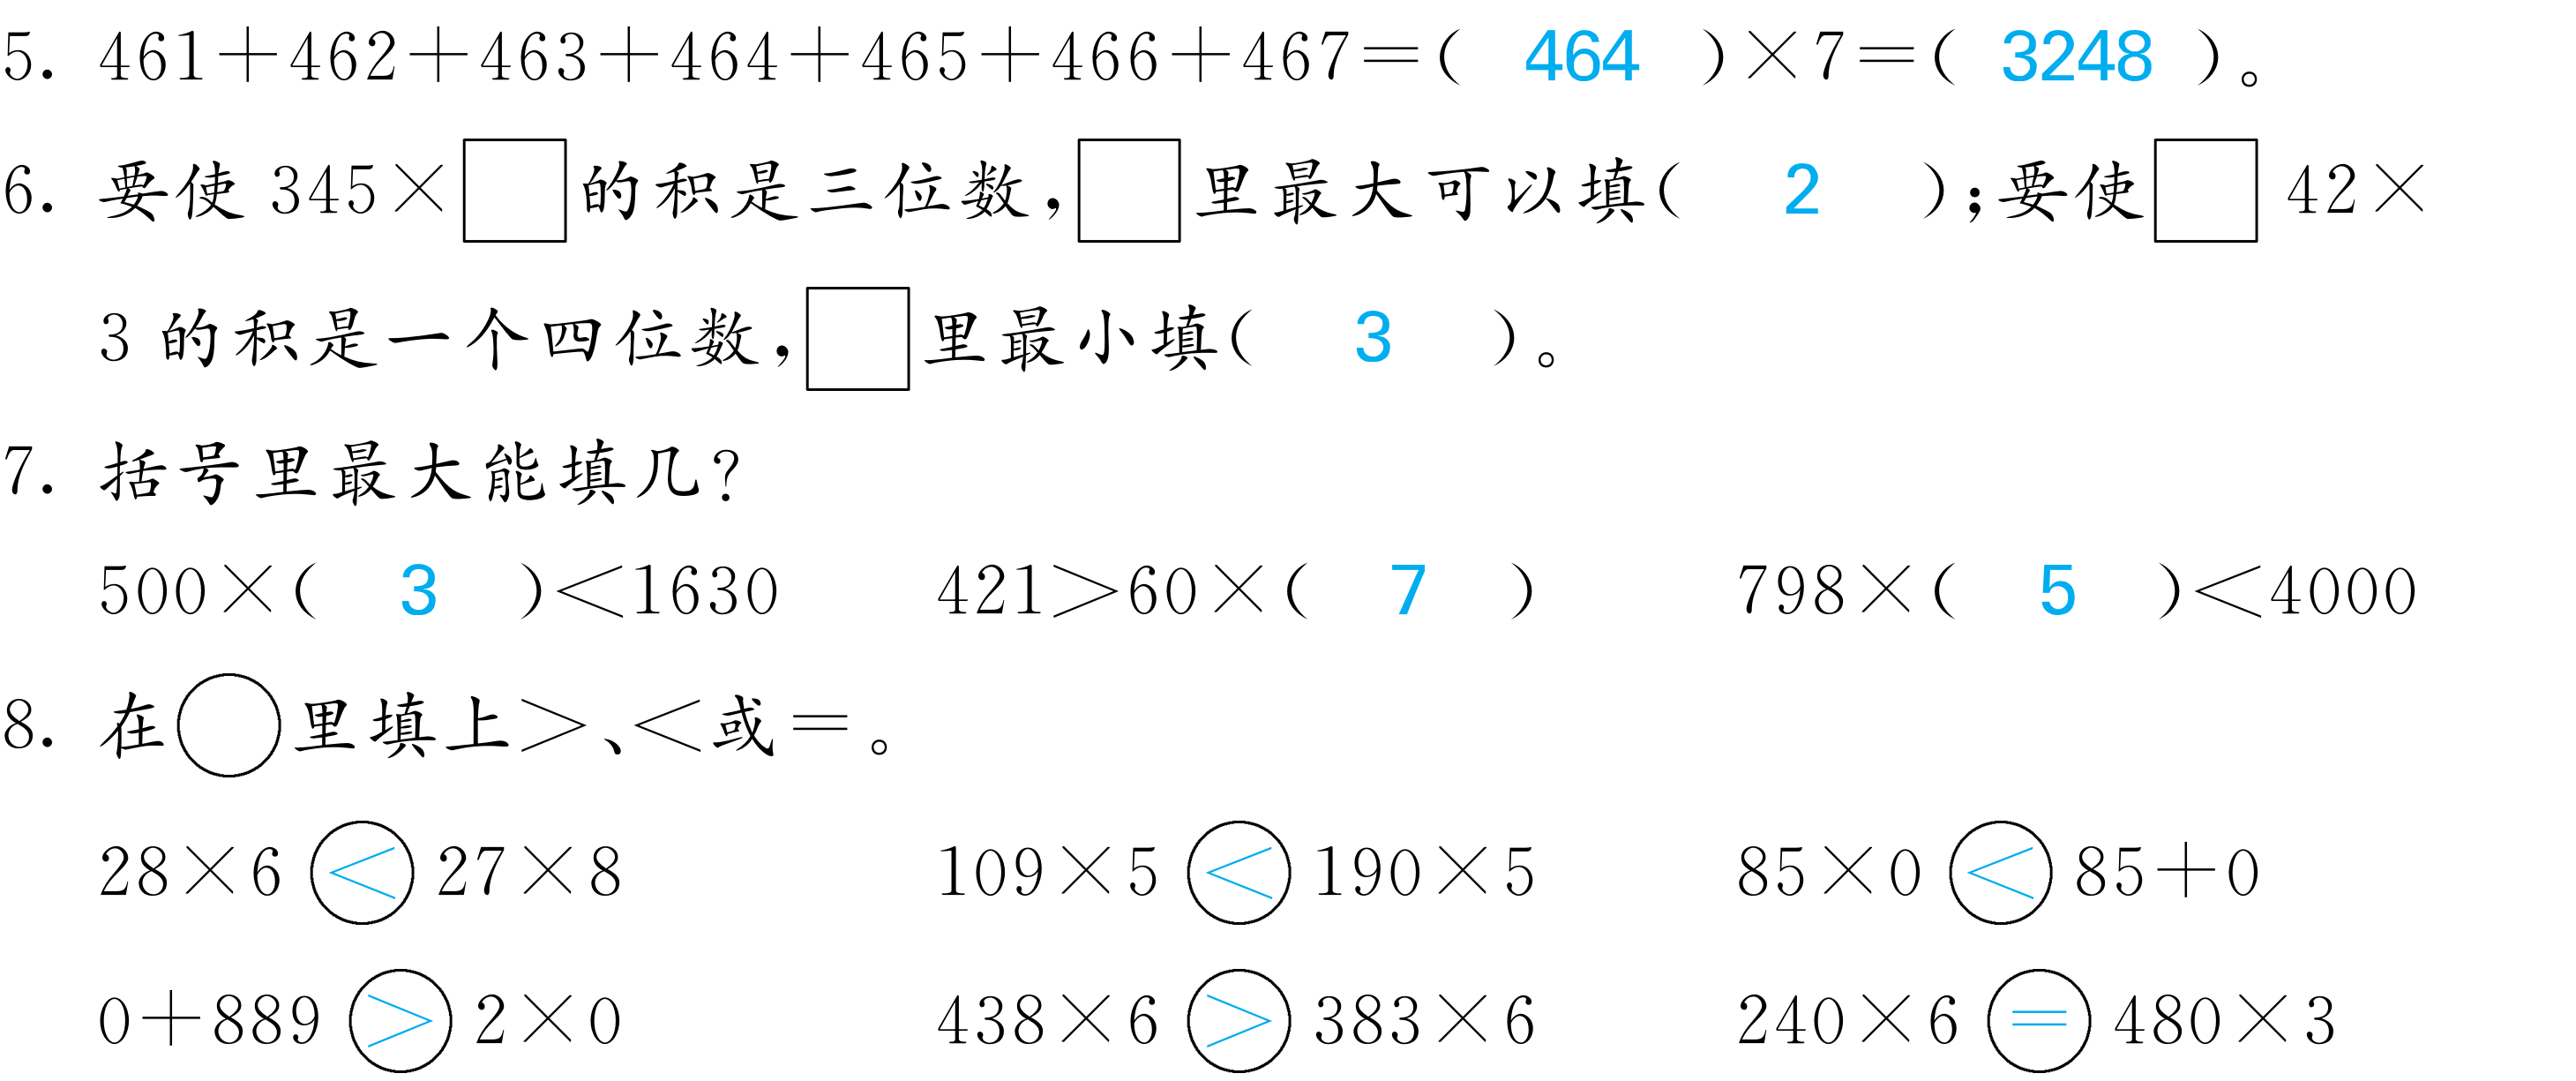 5. 461+462+463+464+465+466+467=( 464 )×7=( 3248 )。
6. 要使 345×□的积是三位数,□里最大可以填( 2 );要使□ 42×
3 的积是一个四位数,□里最小填( 3 )。
7. 括号里最大能填几?
500×( 3 )<1630 421>60×( 7 ) 798×( 5 )<4000
8. 在○里填上>、<或=。
28×6 < 27×8 109×5 < 190×5 85×0 < 85+0
0+889 > 2×0 438×6 > 383×6 240×6 = 480×3